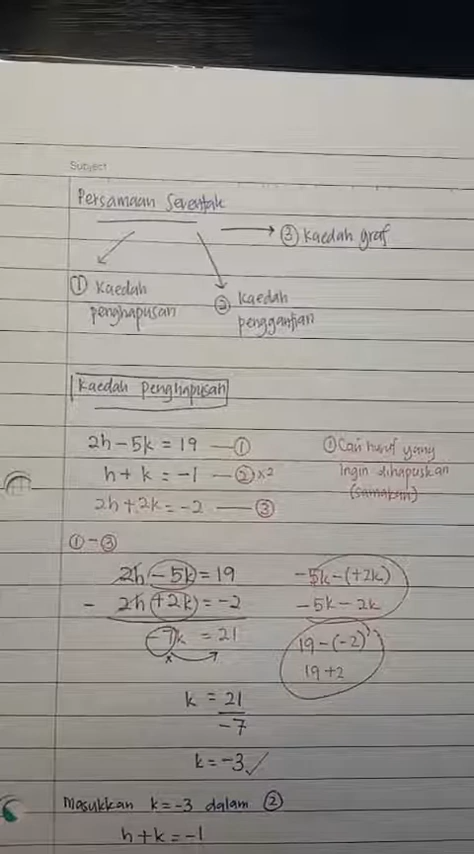 Subject
Persamaan Serentak
③ Kaedah graf
① Kaedah
penghapusan
② Kaedah
penggantian
Kaedah penghapusan
2h - 5k = 19 — ①
h + k = -1 — ② ×2
2h + 2k = -2 — ③
① Cari huruf yang
ingin dihapuskan
(samakan)
① - ③
2h - 5k = 19
- 2h + 2k = -2
-7k = 21
-5k - (+2k)
-5k - 2k
19 - (-2)
19 + 2
k = 21
-7
k = -3 ✓
Masukkan k = -3 dalam ②
h + k = -1